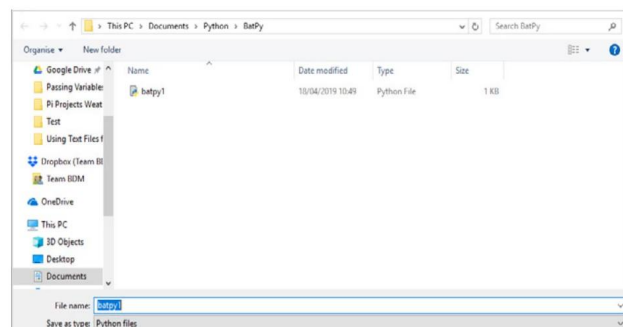 This PC > Documents > Python > BatPy
Search BatPy
Organise
New folder
Name Date modified Type Size
batpy1 18/04/2019 10:49 Python File 1 KB
Google Drive
Passing Variable
Pi Projects Weat
Test
Using Text Files f
Dropbox (Team B
Team BDM
OneDrive
This PC
3D Objects
Desktop
Documents
File name: batpy1
Save as type: Python files